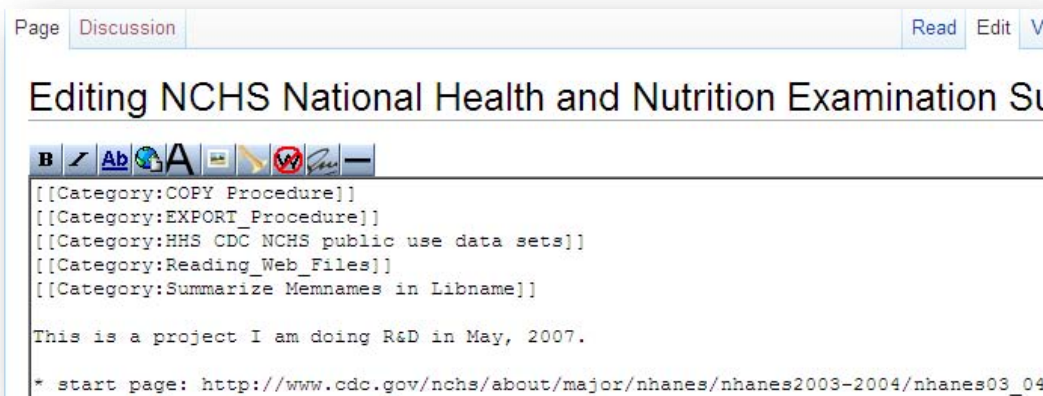 Page Discussion Read Edit V
Editing NCHS National Health and Nutrition Examination Su
B I Ab A W
[[Category:COPY Procedure]]
[[Category:EXPORT_Procedure]]
[[Category:HHS CDC NCHS public use data sets]]
[[Category:Reading_Web_Files]]
[[Category:Summarize Memnames in Libname]]
This is a project I am doing R&D in May, 2007.
* start page: http://www.cdc.gov/nchs/about/major/nhanes/nhanes2003-2004/nhanes03_04